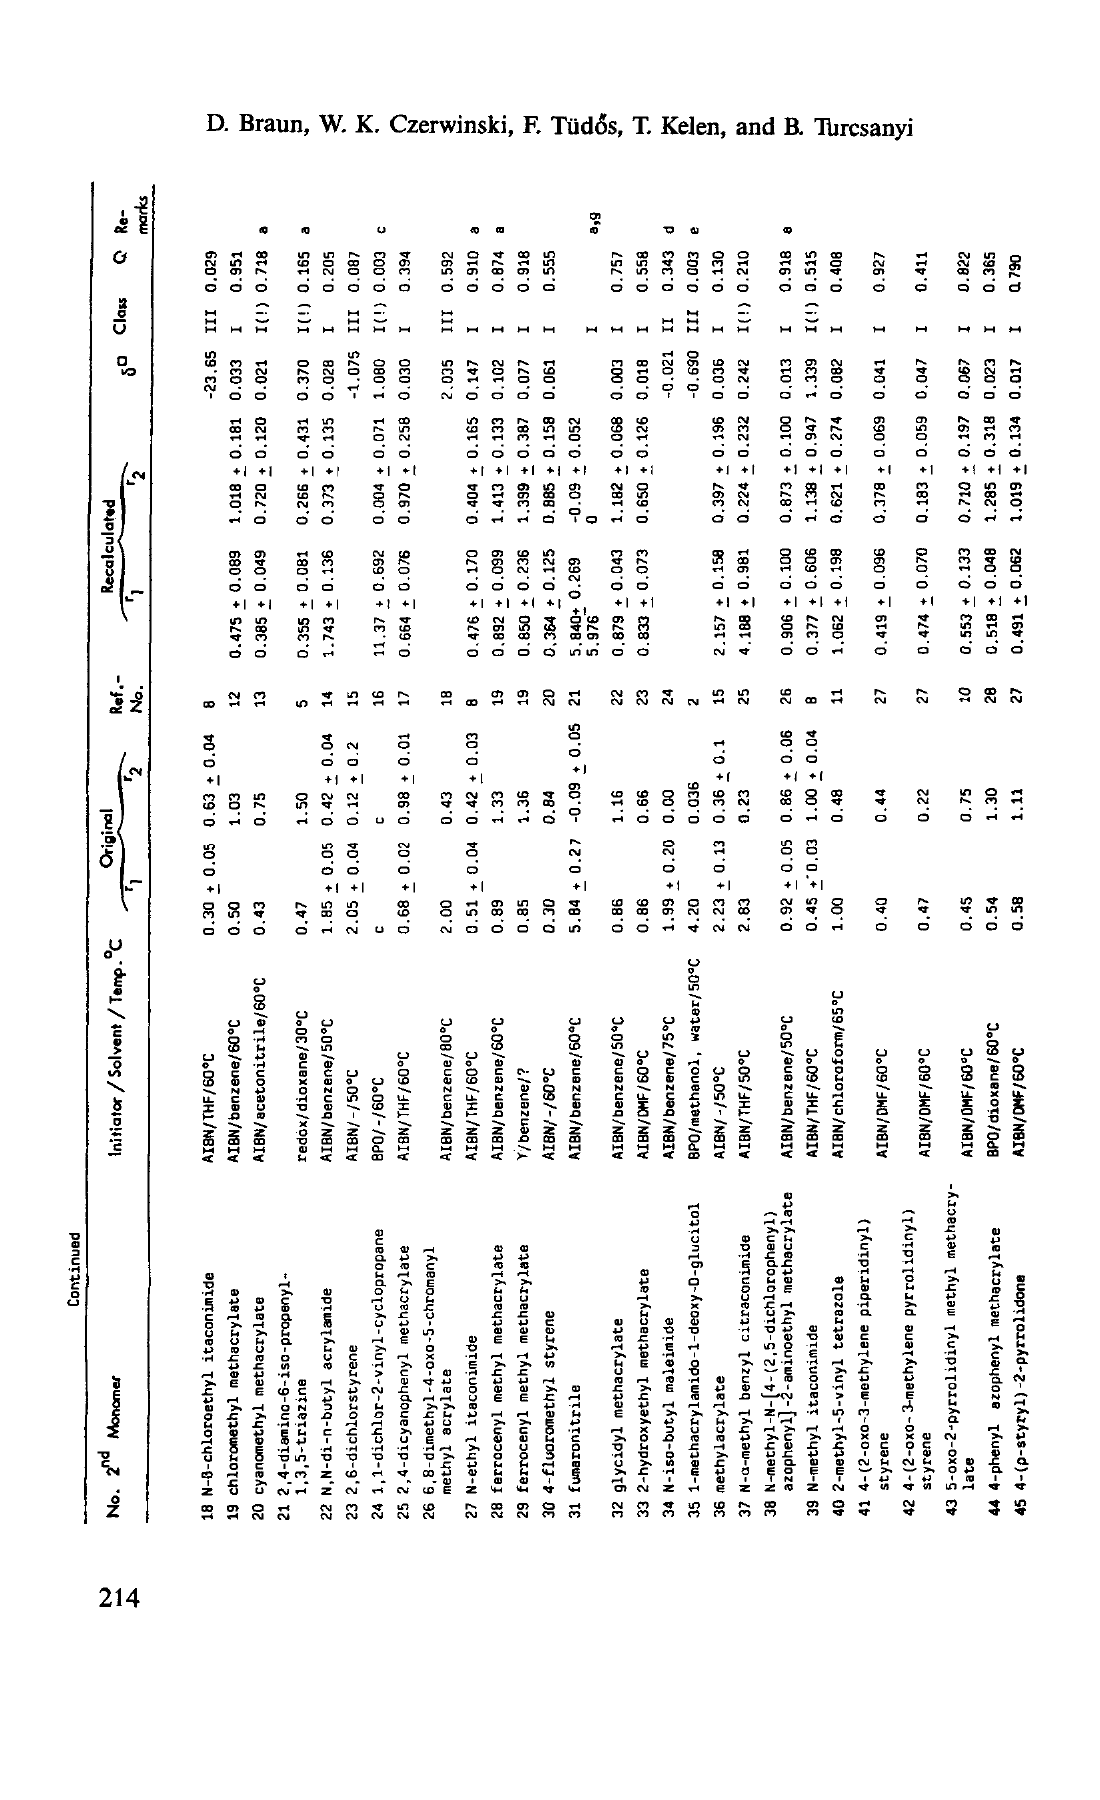 D. Braun, W. K. Czerwinski, F. Tüdős, T. Kelen, and B. Turcsanyi
Continued
No. 2nd Monomer Initiator / Solvent / Temp. °C Original r1 r2 Ref.- No. Recalculated r1 r2 δ□ Class Q Re- marks
18 N-β-chloroethyl itaconimide AIBN/THF/60°C 0.30 ± 0.05 0.63 ± 0.04 8 -23.65 III 0.029
19 chloromethyl methacrylate AIBN/benzene/60°C 0.50 1.03 12 0.475 ± 0.089 1.018 ± 0.181 0.033 I 0.951
20 cyanomethyl methacrylate AIBN/acetonitrile/60°C 0.43 0.75 13 0.385 ± 0.049 0.720 ± 0.120 0.021 I(!) 0.718 a
21 2,4-diamino-6-iso-propenyl-
1,3,5-triazine redox/dioxane/30°C 0.47 1.50 5 0.355 ± 0.081 0.266 ± 0.431 0.370 I(!) 0.165 a
22 N,N-di-n-butyl acrylamide AIBN/benzene/50°C 1.85 ± 0.05 0.42 ± 0.04 14 1.743 ± 0.136 0.373 ± 0.135 0.028 I 0.205
23 2,6-dichlorstyrene AIBN/-/50°C 2.05 ± 0.04 0.12 ± 0.2 15 -1.075 III 0.087
24 1,1-dichlor-2-vinyl-cyclopropane BPO/-/60°C c c 16 11.37 ± 0.692 0.004 ± 0.071 1.080 I(!) 0.003 c
25 2,4-dicyanophenyl methacrylate AIBN/THF/60°C 0.68 ± 0.02 0.98 ± 0.01 17 0.664 ± 0.076 0.970 ± 0.258 0.030 I 0.394
26 6,8-dimethyl-4-oxo-5-chromanyl
methyl acrylate AIBN/benzene/80°C 2.00 0.43 18 2.035 III 0.592
27 N-ethyl itaconimide AIBN/THF/60°C 0.51 ± 0.04 0.42 ± 0.03 8 0.476 ± 0.170 0.404 ± 0.165 0.147 I 0.910 a
28 ferrocenyl methyl methacrylate AIBN/benzene/60°C 0.89 1.33 19 0.892 ± 0.099 1.413 ± 0.133 0.102 I 0.874 a
29 ferrocenyl methyl methacrylate Y/benzene/? 0.85 1.36 19 0.850 ± 0.236 1.399 ± 0.387 0.077 I 0.918
30 4-fluoromethyl styrene AIBN/-/60°C 0.30 0.84 20 0.364 ± 0.125 0.885 ± 0.158 0.061 I 0.555
31 fumaronitrile AIBN/benzene/60°C 5.84 ± 0.27 -0.09 ± 0.05 21 5.840± 0.269 -0.09 ± 0.052
5.976 0 I a,g
32 glycidyl methacrylate AIBN/benzene/50°C 0.86 1.16 22 0.879 ± 0.043 1.182 ± 0.068 0.003 I 0.757
33 2-hydroxyethyl methacrylate AIBN/DMF/60°C 0.86 0.66 23 0.833 ± 0.073 0.650 ± 0.126 0.018 I 0.558
34 N-iso-butyl maleimide AIBN/benzene/75°C 1.99 ± 0.20 0.00 24 -0.021 II 0.343 d
35 1-methacrylamido-1-deoxy-D-glucitol BPO/methanol, water/50°C 4.20 0.036 2 -0.690 III 0.003 e
36 methylacrylate AIBN/-/50°C 2.23 ± 0.13 0.36 ± 0.1 15 2.157 ± 0.158 0.397 ± 0.196 0.036 I 0.130
37 N-α-methyl benzyl citraconimide AIBN/THF/50°C 2.83 0.23 25 4.188 ± 0.981 0.224 ± 0.232 0.242 I(!) 0.210
38 N-methyl-N-[4-(2,5-dichlorophenyl)
azophenyl]-2-aminoethyl methacrylate AIBN/benzene/50°C 0.92 ± 0.05 0.86 ± 0.06 26 0.906 ± 0.100 0.873 ± 0.100 0.013 I 0.918 a
39 N-methyl itaconimide AIBN/THF/60°C 0.45 ± 0.03 1.00 ± 0.04 8 0.377 ± 0.606 1.138 ± 0.947 1.339 I(!) 0.515
40 2-methyl-5-vinyl tetrazole AIBN/chloroform/65°C 1.00 0.48 11 1.062 ± 0.198 0.621 ± 0.274 0.082 I 0.408
41 4-(2-oxo-3-methylene piperidinyl)
styrene AIBN/DMF/60°C 0.40 0.44 27 0.419 ± 0.096 0.378 ± 0.069 0.041 I 0.927
42 4-(2-oxo-3-methylene pyrrolidinyl)
styrene AIBN/DMF/60°C 0.47 0.22 27 0.474 ± 0.070 0.183 ± 0.059 0.047 I 0.411
43 5-oxo-2-pyrrolidinyl methyl methacry-
late AIBN/DMF/60°C 0.45 0.75 10 0.553 ± 0.133 0.710 ± 0.197 0.067 I 0.822
44 4-phenyl azophenyl methacrylate BPO/dioxane/60°C 0.54 1.30 28 0.518 ± 0.048 1.285 ± 0.318 0.023 I 0.365
45 4-(p-styryl)-2-pyrrolidone AIBN/DMF/60°C 0.58 1.11 27 0.491 ± 0.062 1.019 ± 0.134 0.017 I 0.790
214